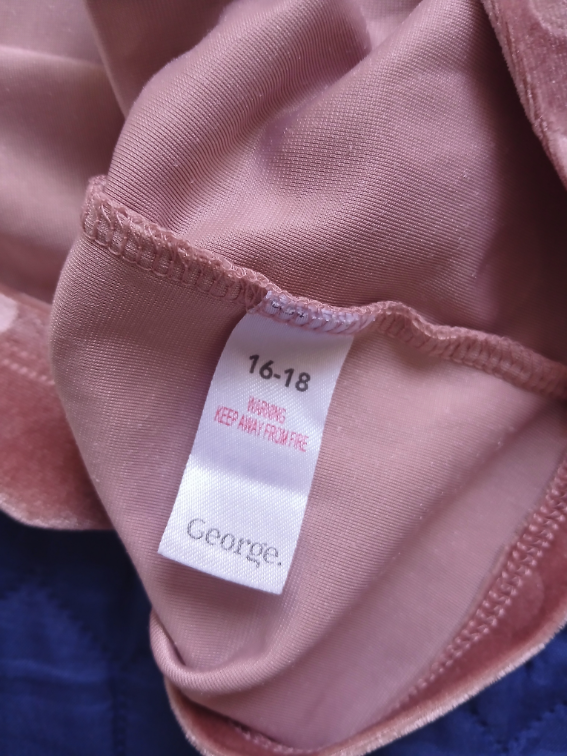 16-18
WARNING
KEEP AWAY FROM FIRE
George.